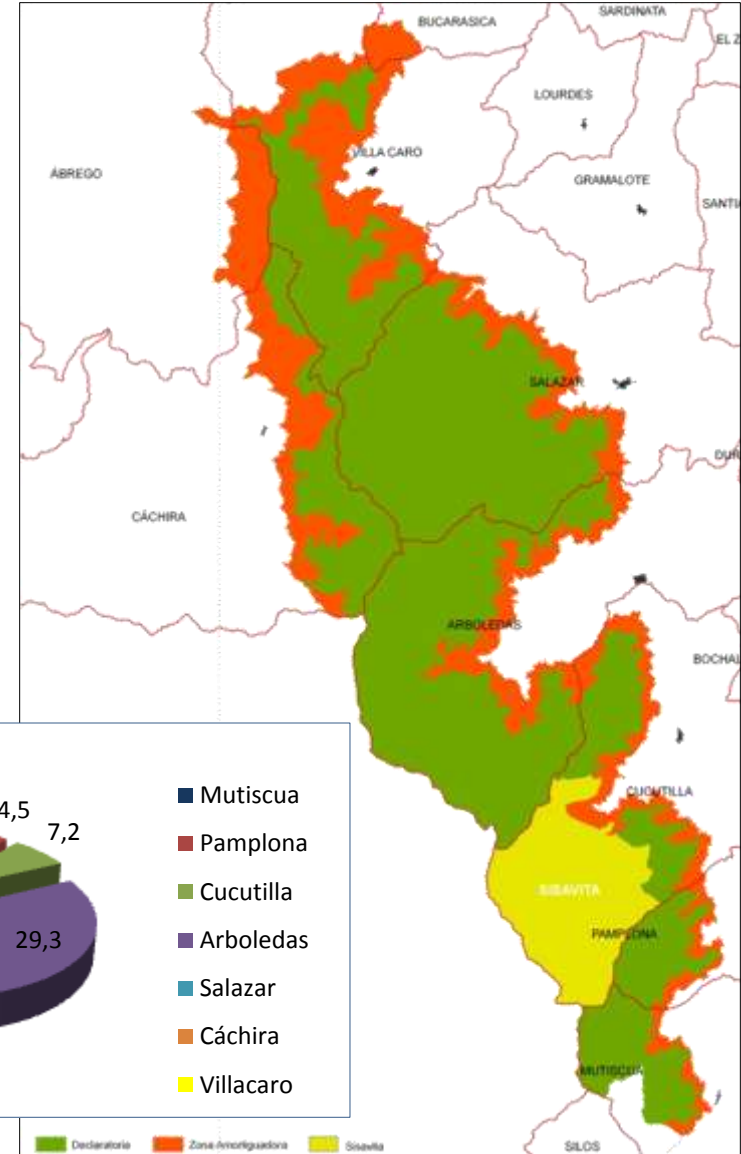 SARDINATA
BUCARASICA
EL Z
LOURDES
VILLA CARO
ÁBREGO
GRAMALOTE
SANTI
SALAZAR
DUR
CÁCHIRA
ARBOLEDAS
BOCHAL
4,5
7,2
29,3
Mutiscua
Pamplona
Cucutilla
Arboledas
Salazar
Cáchira
Villacaro
CUCUTILLA
SISAVITA
PAMPLONA
MUTISCUA
Declaratoria Zona Amortiguadora Sisavita
SILOS